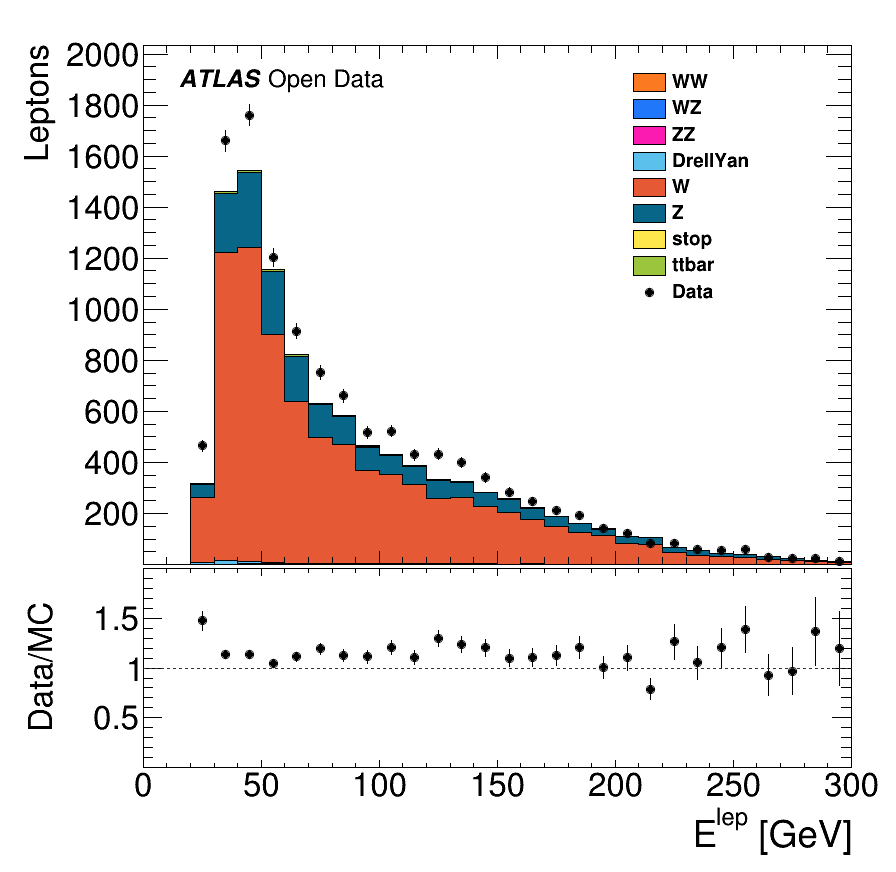 Leptons
2000
1800
1600
1400
1200
1000
800
600
400
200
ATLAS Open Data
WW
WZ
ZZ
DrellYan
W
Z
stop
ttbar
Data
Data/MC
1.5
1
0.5
0 50 100 150 200 250 300
E^lep [GeV]